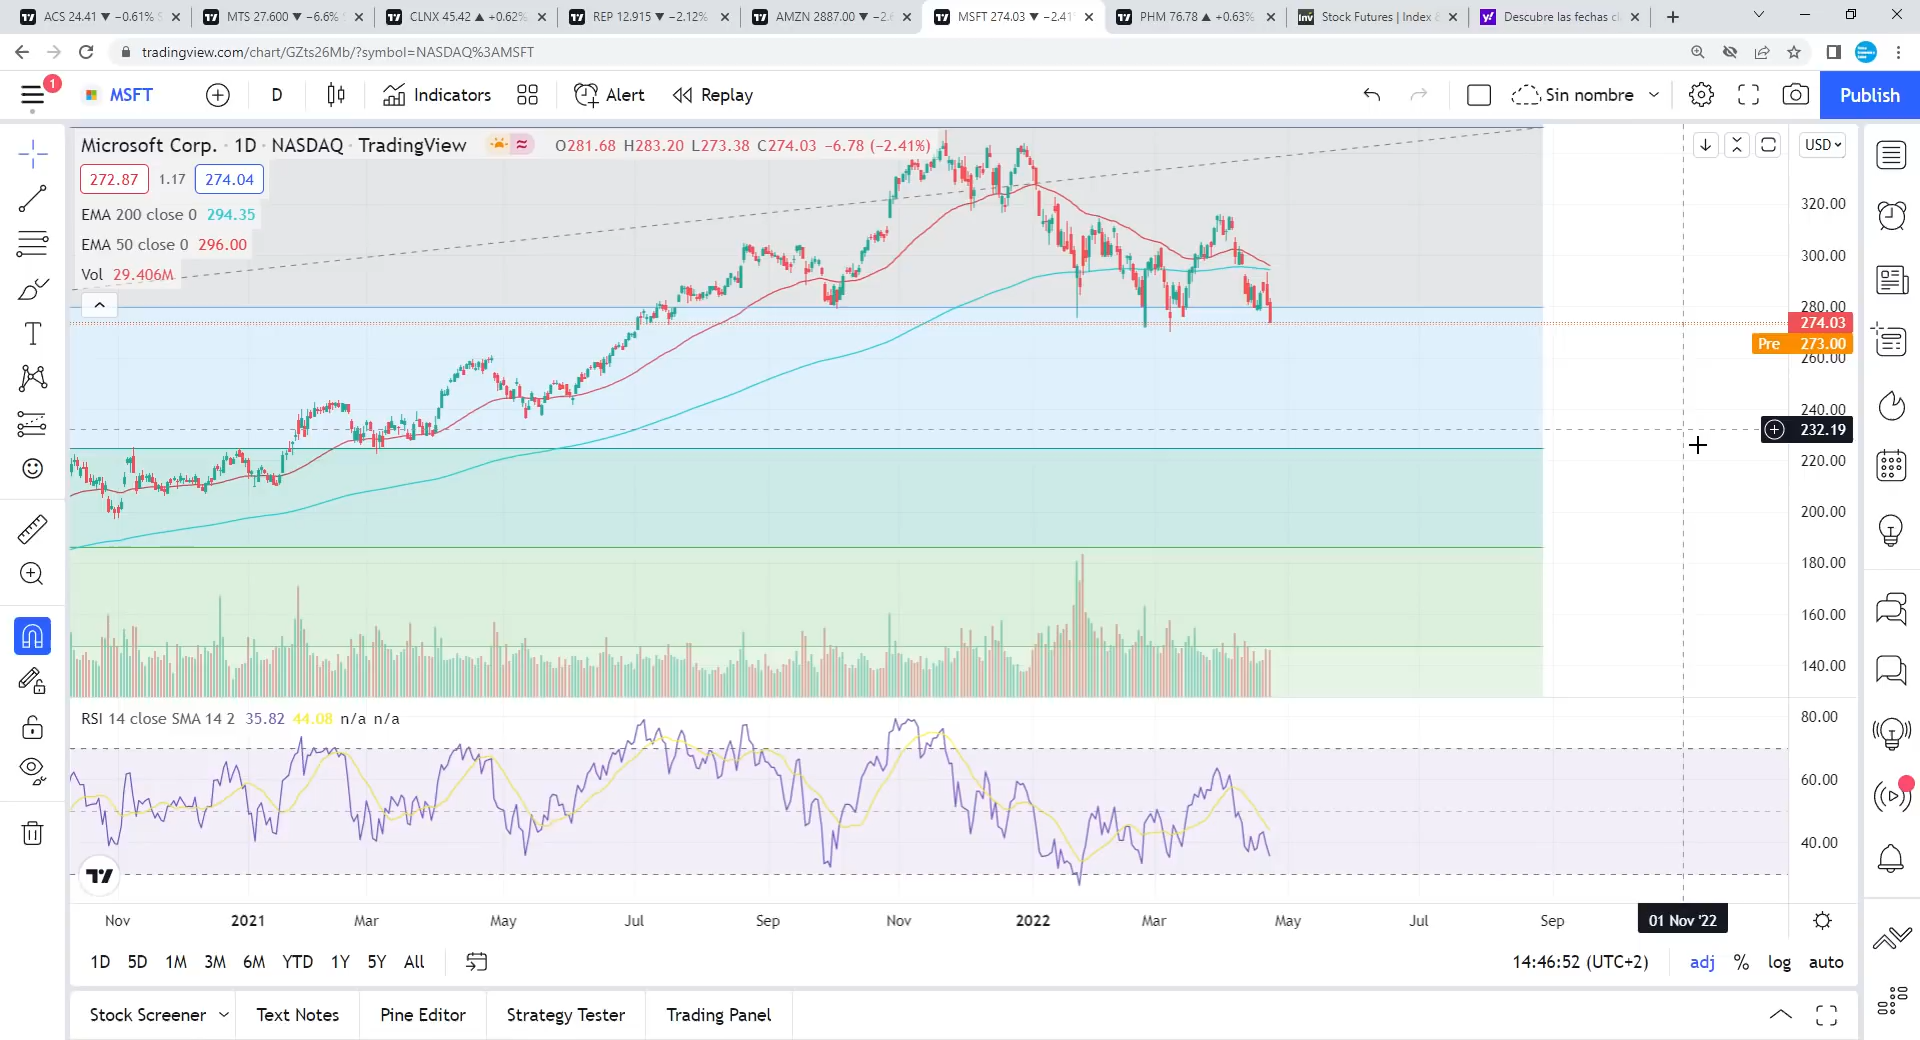 ACS 24.41 ▼ −0.61%
MTS 27.600 ▼ −6.6%
CLNX 45.42 ▲ +0.62%
REP 12.915 ▼ −2.12%
AMZN 2887.00 ▼
MSFT 274.03 ▼ −2.41
PHM 76.78 ▲ +0.63%
Stock Futures | Index
Descubre las fechas
tradingview.com/chart/GZts26Mb/?symbol=NASDAQ%3AMSFT
1
MSFT
D
Indicators
Alert
Replay
Sin nombre
Publish
Microsoft Corp. · 1D · NASDAQ · TradingView
O281.68 H283.20 L273.38 C274.03 −6.78 (−2.41%)
USD
272.87 1.17 274.04
EMA 200 close 0 294.35
EMA 50 close 0 296.00
Vol 29.406M
320.00
300.00
280.00
274.03
Pre 273.00
260.00
240.00
232.19
220.00
200.00
180.00
160.00
140.00
RSI 14 close SMA 14 2 35.82 44.08 n/a n/a
80.00
60.00
40.00
Nov 2021 Mar May Jul Sep Nov 2022 Mar May Jul Sep 01 Nov '22
1D 5D 1M 3M 6M YTD 1Y 5Y All
14:46:52 (UTC+2) adj % log auto
Stock Screener Text Notes Pine Editor Strategy Tester Trading Panel